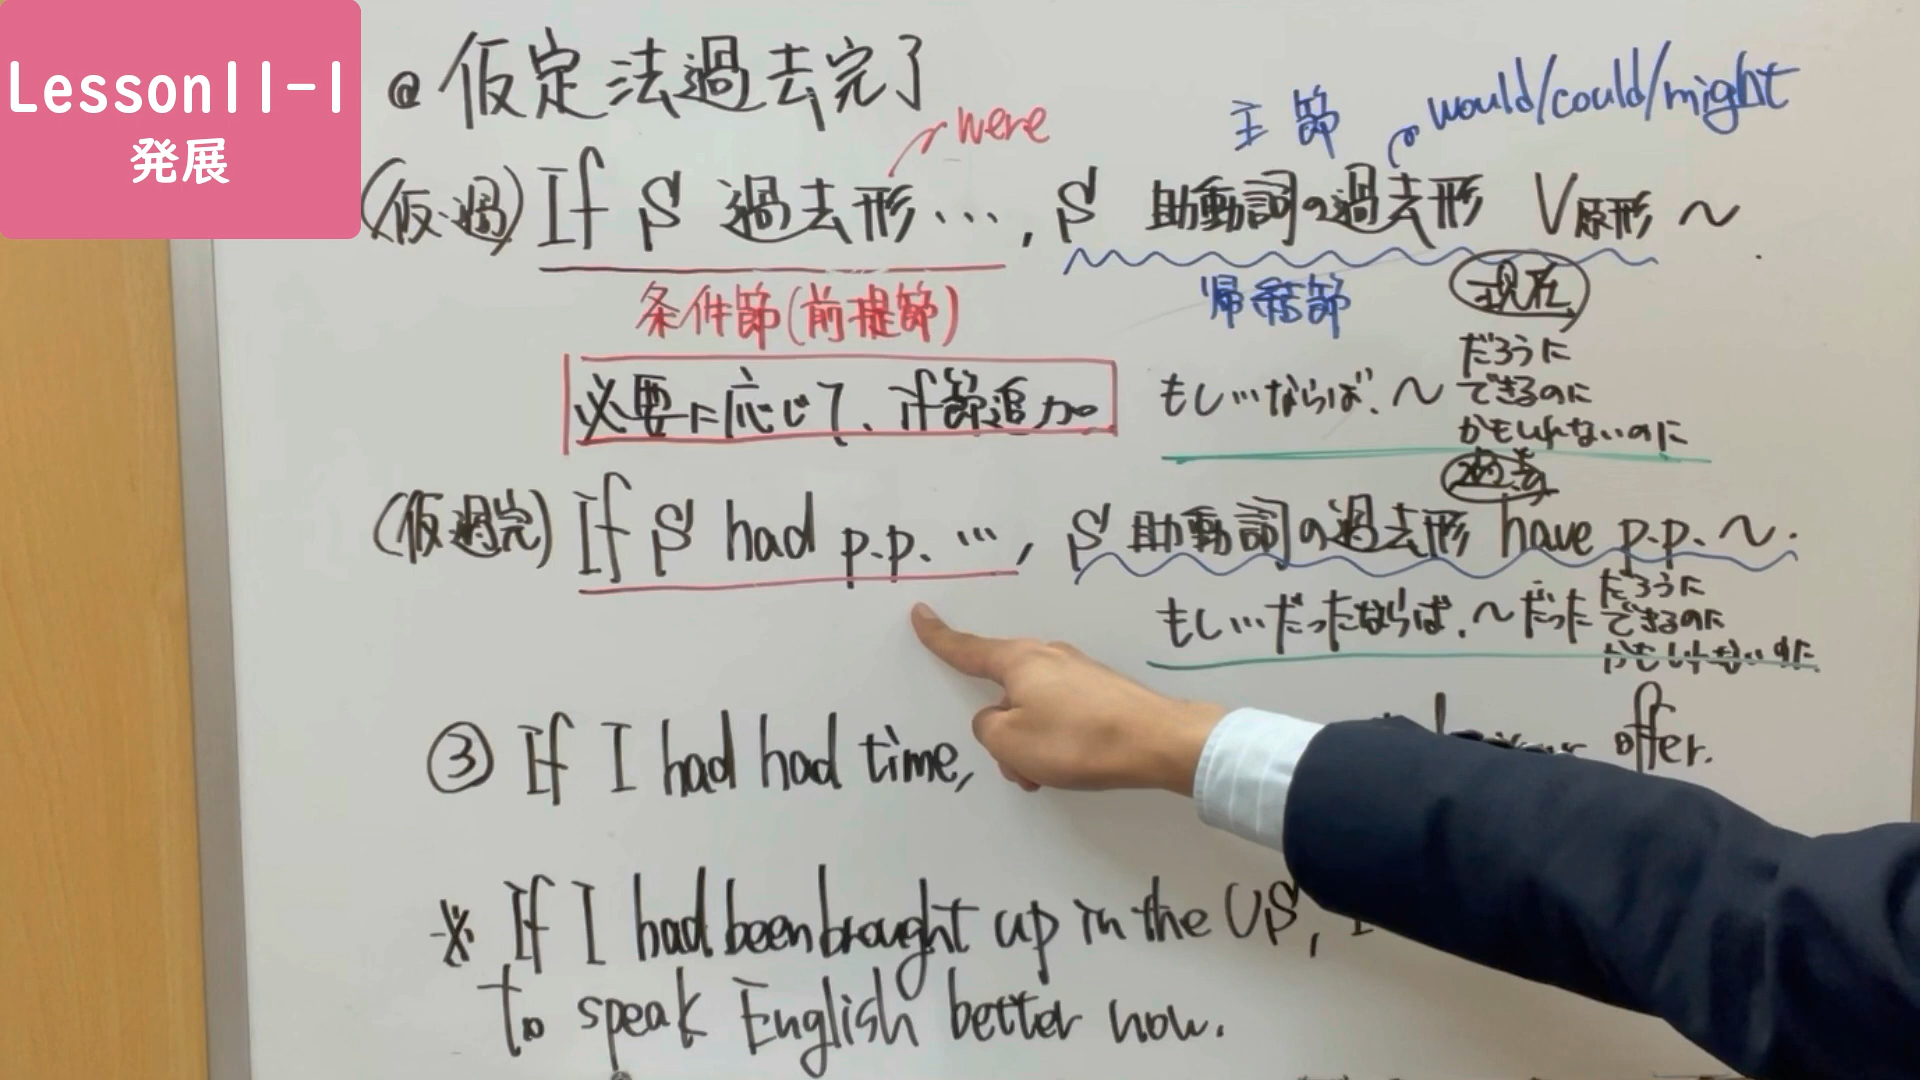 Lesson11-1
発展
@ 仮定法過去完了
were
主節
would/could/might
(仮・過) If S 過去形…, S 助動詞の過去形 V原形 〜.
条件節(前提節)
帰結節
現在
必要に応じて、if節追加
もし…ならば、〜
だろうに
できるのに
かもしれないのに
過去
(仮過完) If S had p.p. …, S 助動詞の過去形 have p.p. 〜.
もし…だったならば、〜だった
だろうに
できるのに
かもしれないのに
③ If I had had time, offer.
※ If I had been brought up in the US,
to speak English better now.